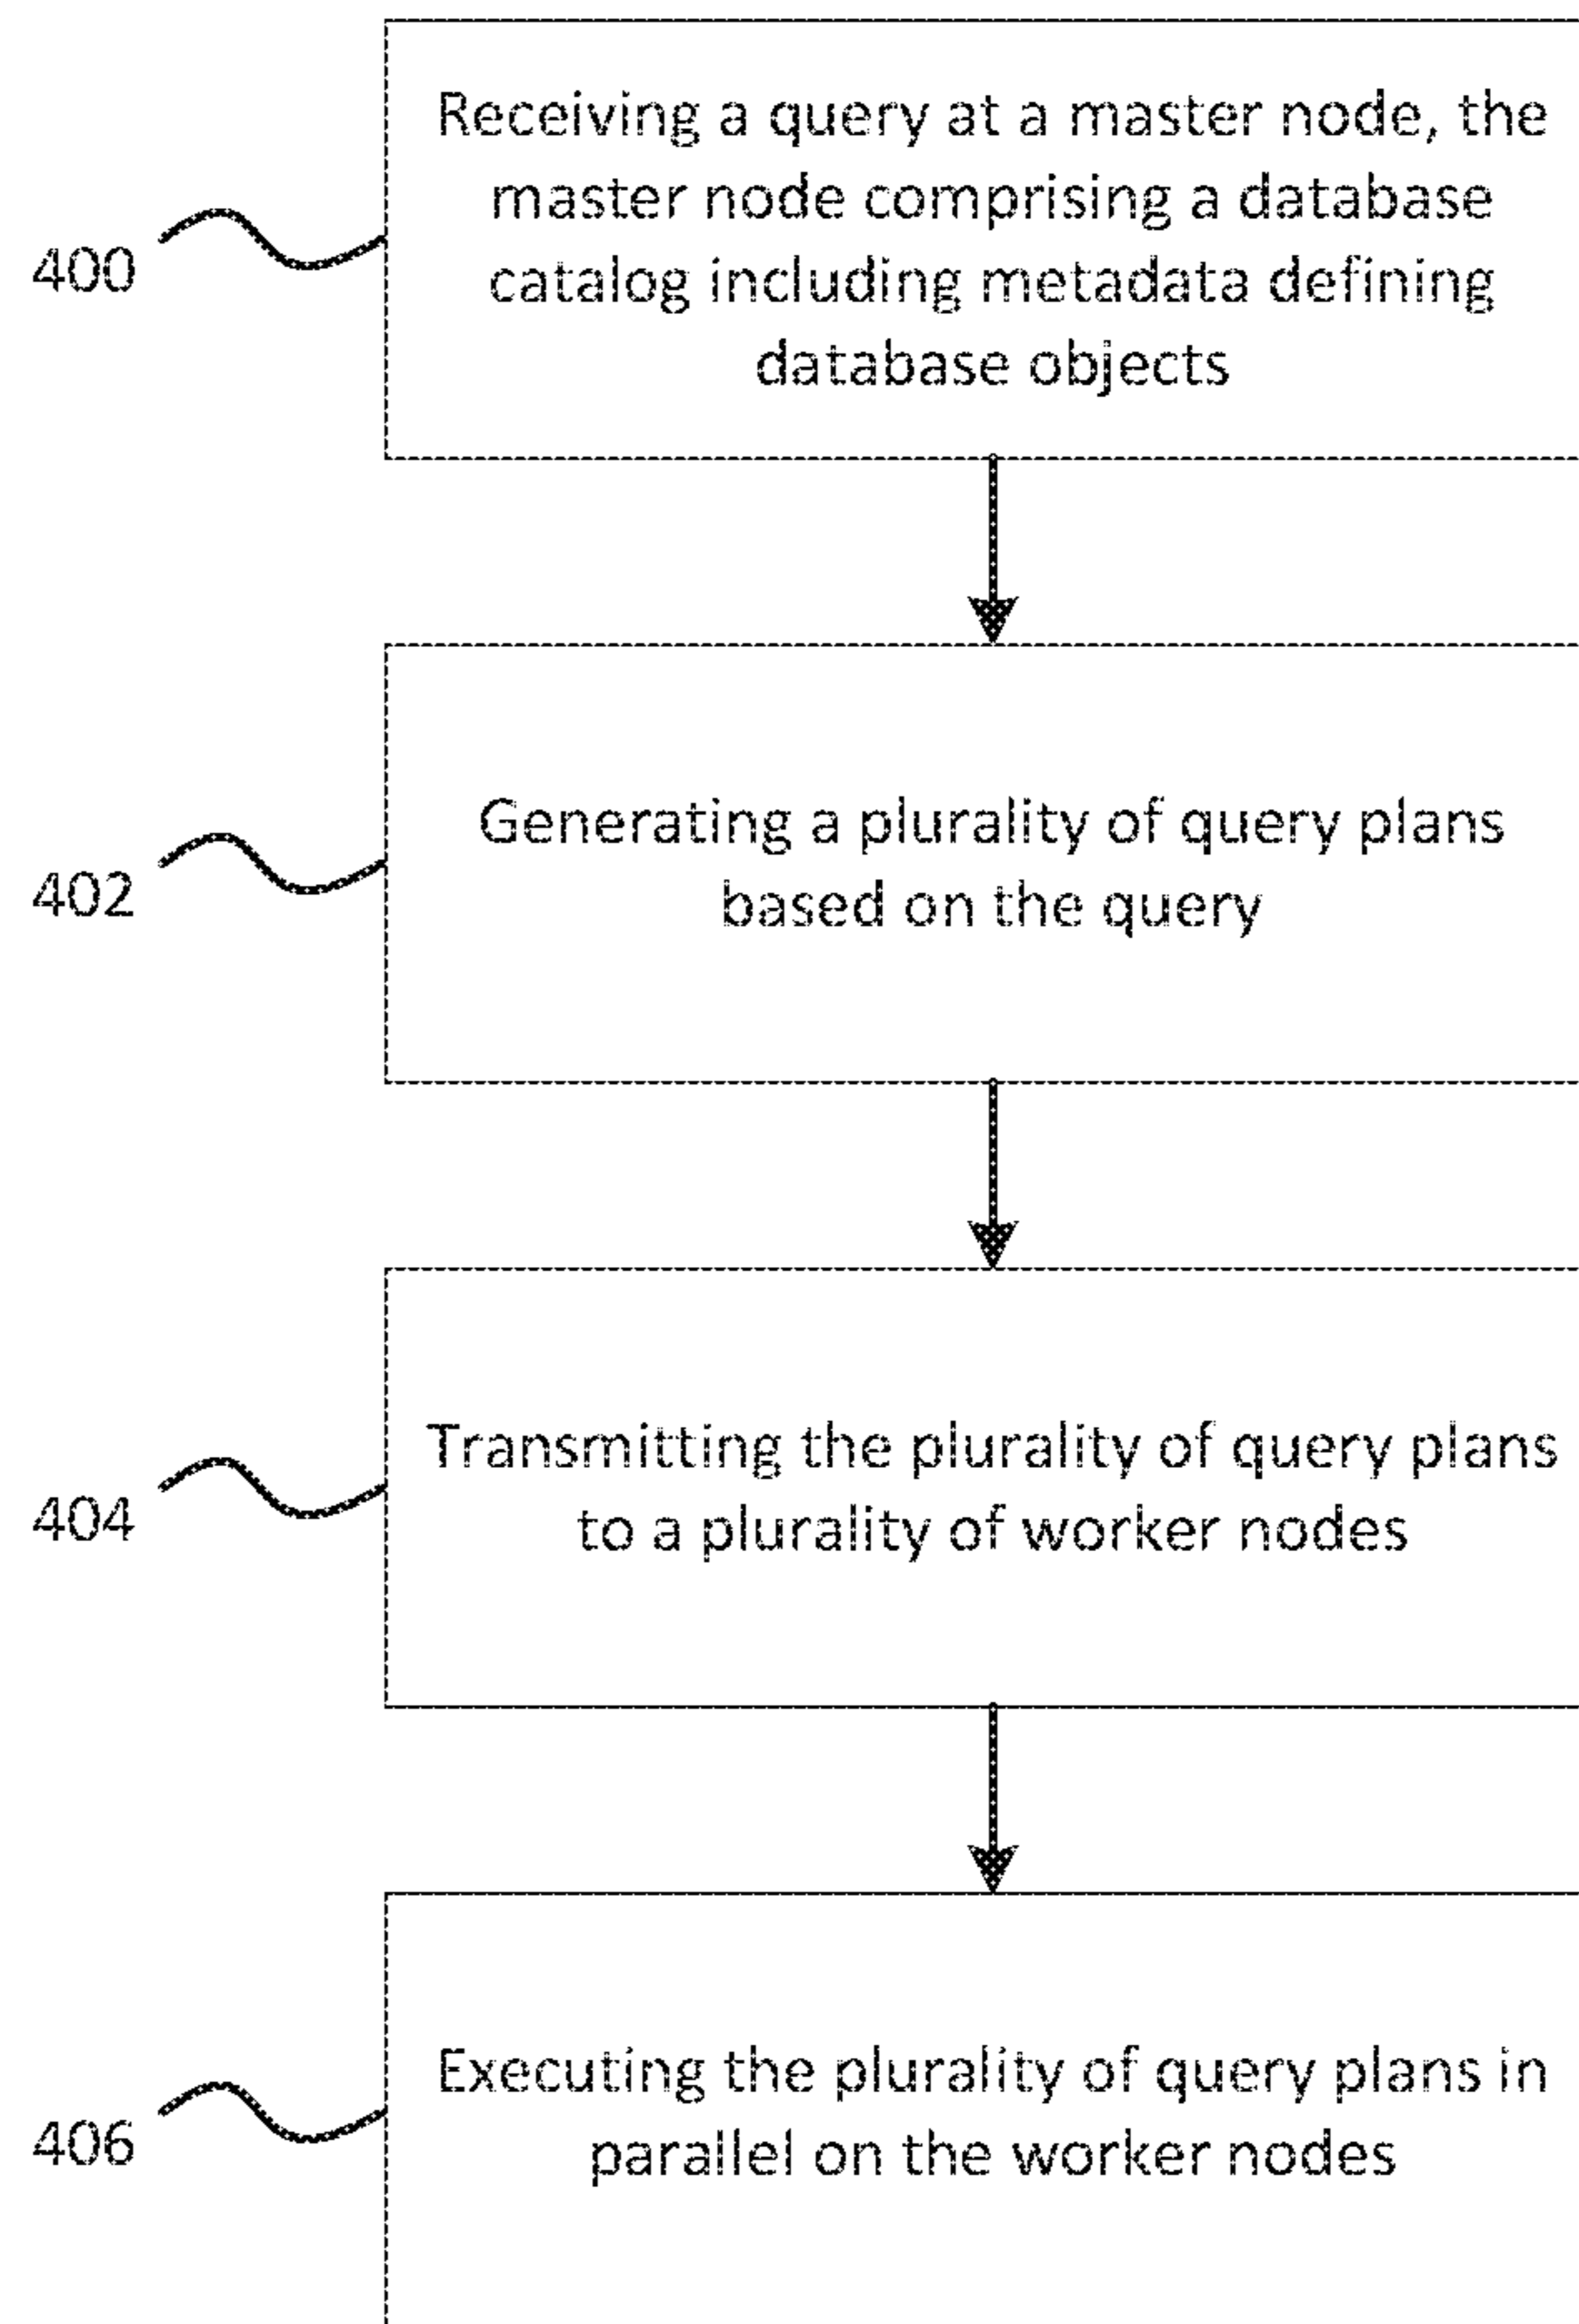 Receiving a query at a master node, the
master node comprising a database
catalog including metadata defining
database objects
400
Generating a plurality of query plans
based on the query
402
Transmitting the plurality of query plans
to a plurality of worker nodes
404
Executing the plurality of query plans in
parallel on the worker nodes
406